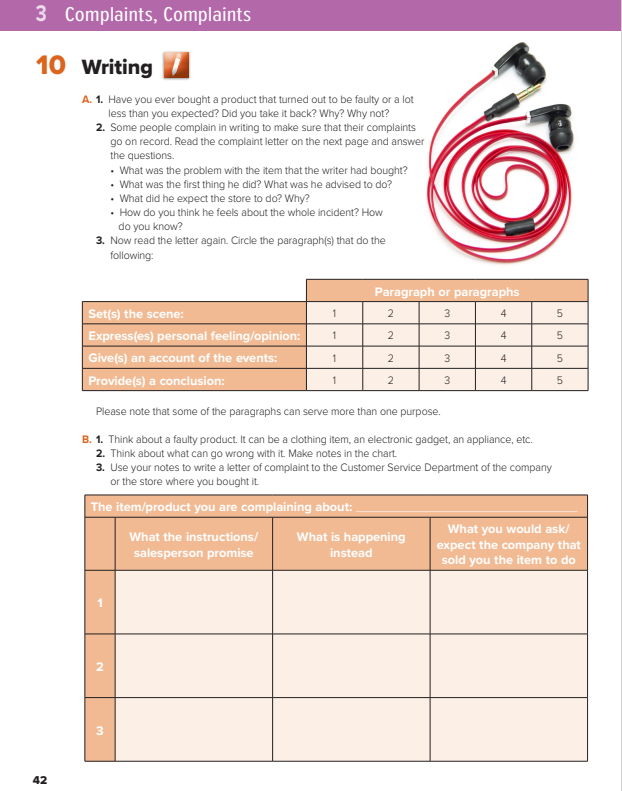 3 Complaints, Complaints
10 Writing
A. 1. Have you ever bought a product that turned out to be faulty or a lot
less than you expected? Did you take it back? Why? Why not?
2. Some people complain in writing to make sure that their complaints
go on record. Read the complaint letter on the next page and answer
the questions.
• What was the problem with the item that the writer had bought?
• What was the first thing he did? What was he advised to do?
• What did he expect the store to do? Why?
• How do you think he feels about the whole incident? How
do you know?
3. Now read the letter again. Circle the paragraph(s) that do the
following:
Paragraph or paragraphs
Set(s) the scene: 1 2 3 4 5
Express(es) personal feeling/opinion: 1 2 3 4 5
Give(s) an account of the events: 1 2 3 4 5
Provide(s) a conclusion: 1 2 3 4 5
Please note that some of the paragraphs can serve more than one purpose.
B. 1. Think about a faulty product. It can be a clothing item, an electronic gadget, an appliance, etc.
2. Think about what can go wrong with it. Make notes in the chart.
3. Use your notes to write a letter of complaint to the Customer Service Department of the company
or the store where you bought it.
The item/product you are complaining about:
What the instructions/
salesperson promise
What is happening
instead
What you would ask/
expect the company that
sold you the item to do
1
2
3
42